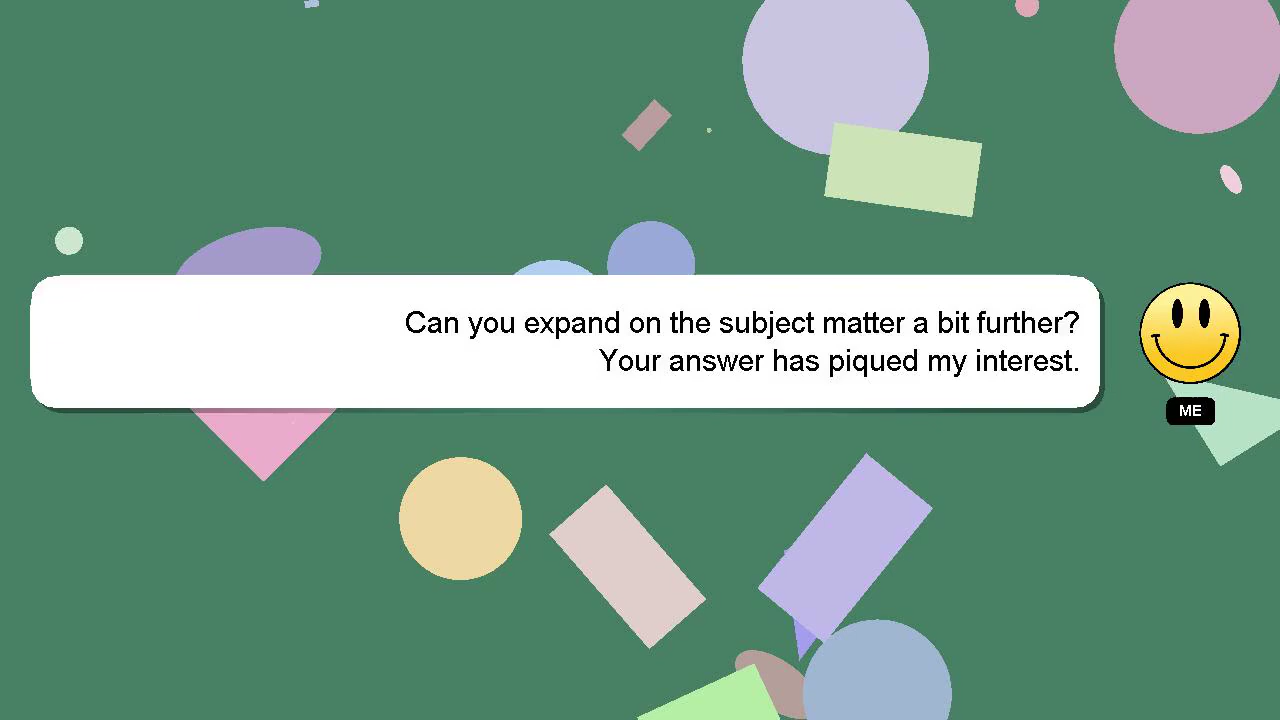 Can you expand on the subject matter a bit further?
Your answer has piqued my interest.
ME